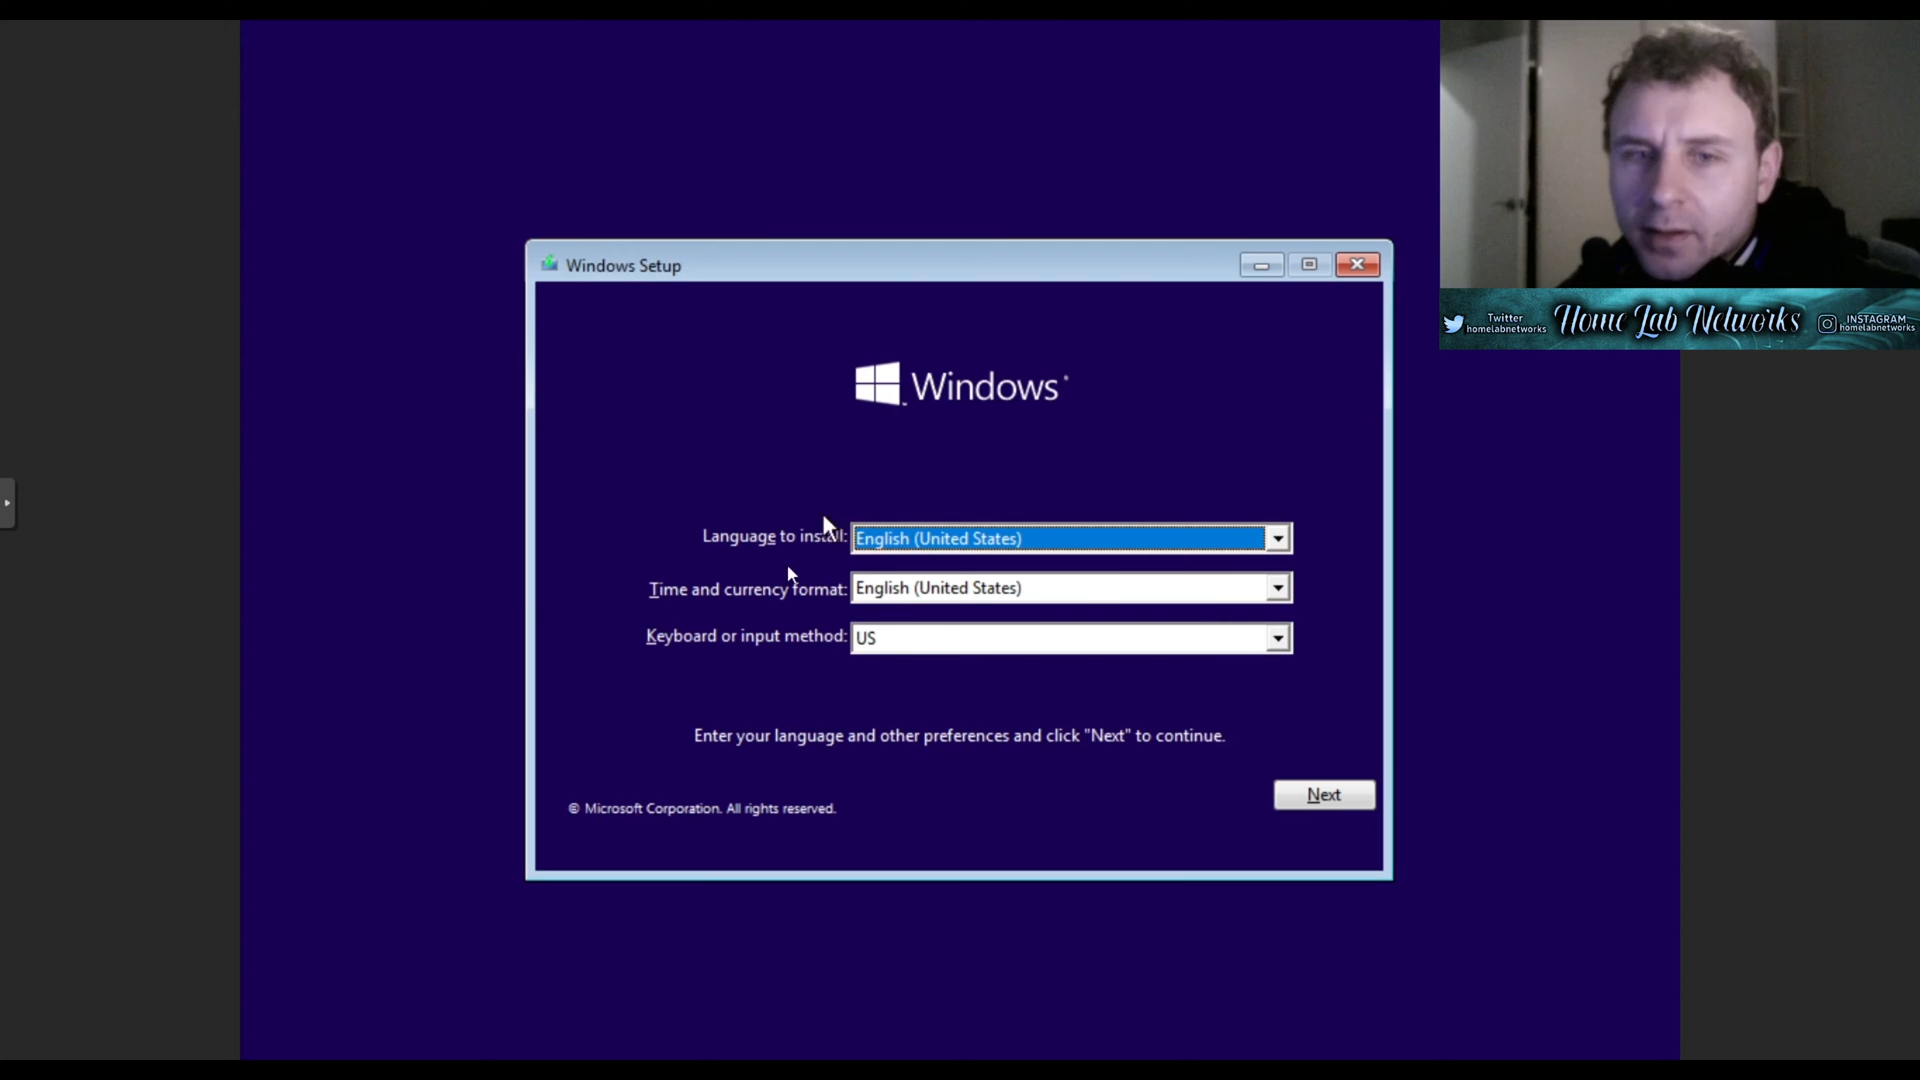 Windows Setup
Windows
Language to install: English (United States)
Time and currency format: English (United States)
Keyboard or input method: US
Enter your language and other preferences and click "Next" to continue.
Next
© Microsoft Corporation. All rights reserved.
Twitter
homelabnetworks
Home Lab Networks
INSTAGRAM
homelabnetworks